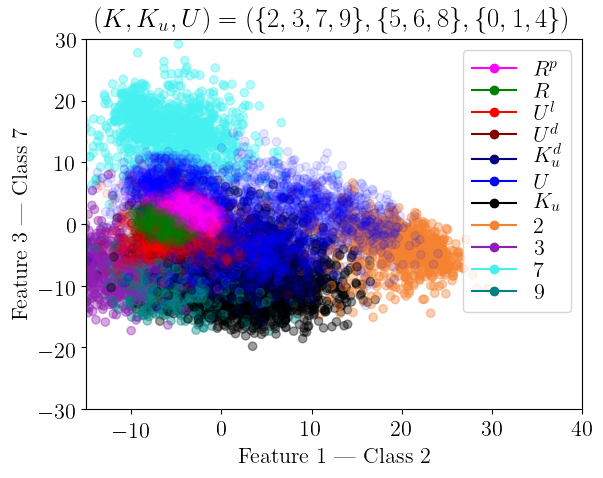 (K, K_u, U) = ({2, 3, 7, 9}, {5, 6, 8}, {0, 1, 4})
30
20
10
0
−10
−20
−30
Feature 3 — Class 7
R^p
R
U^l
U^d
K_u^d
U
K_u
2
3
7
9
−10
0
10
20
30
40
Feature 1 — Class 2